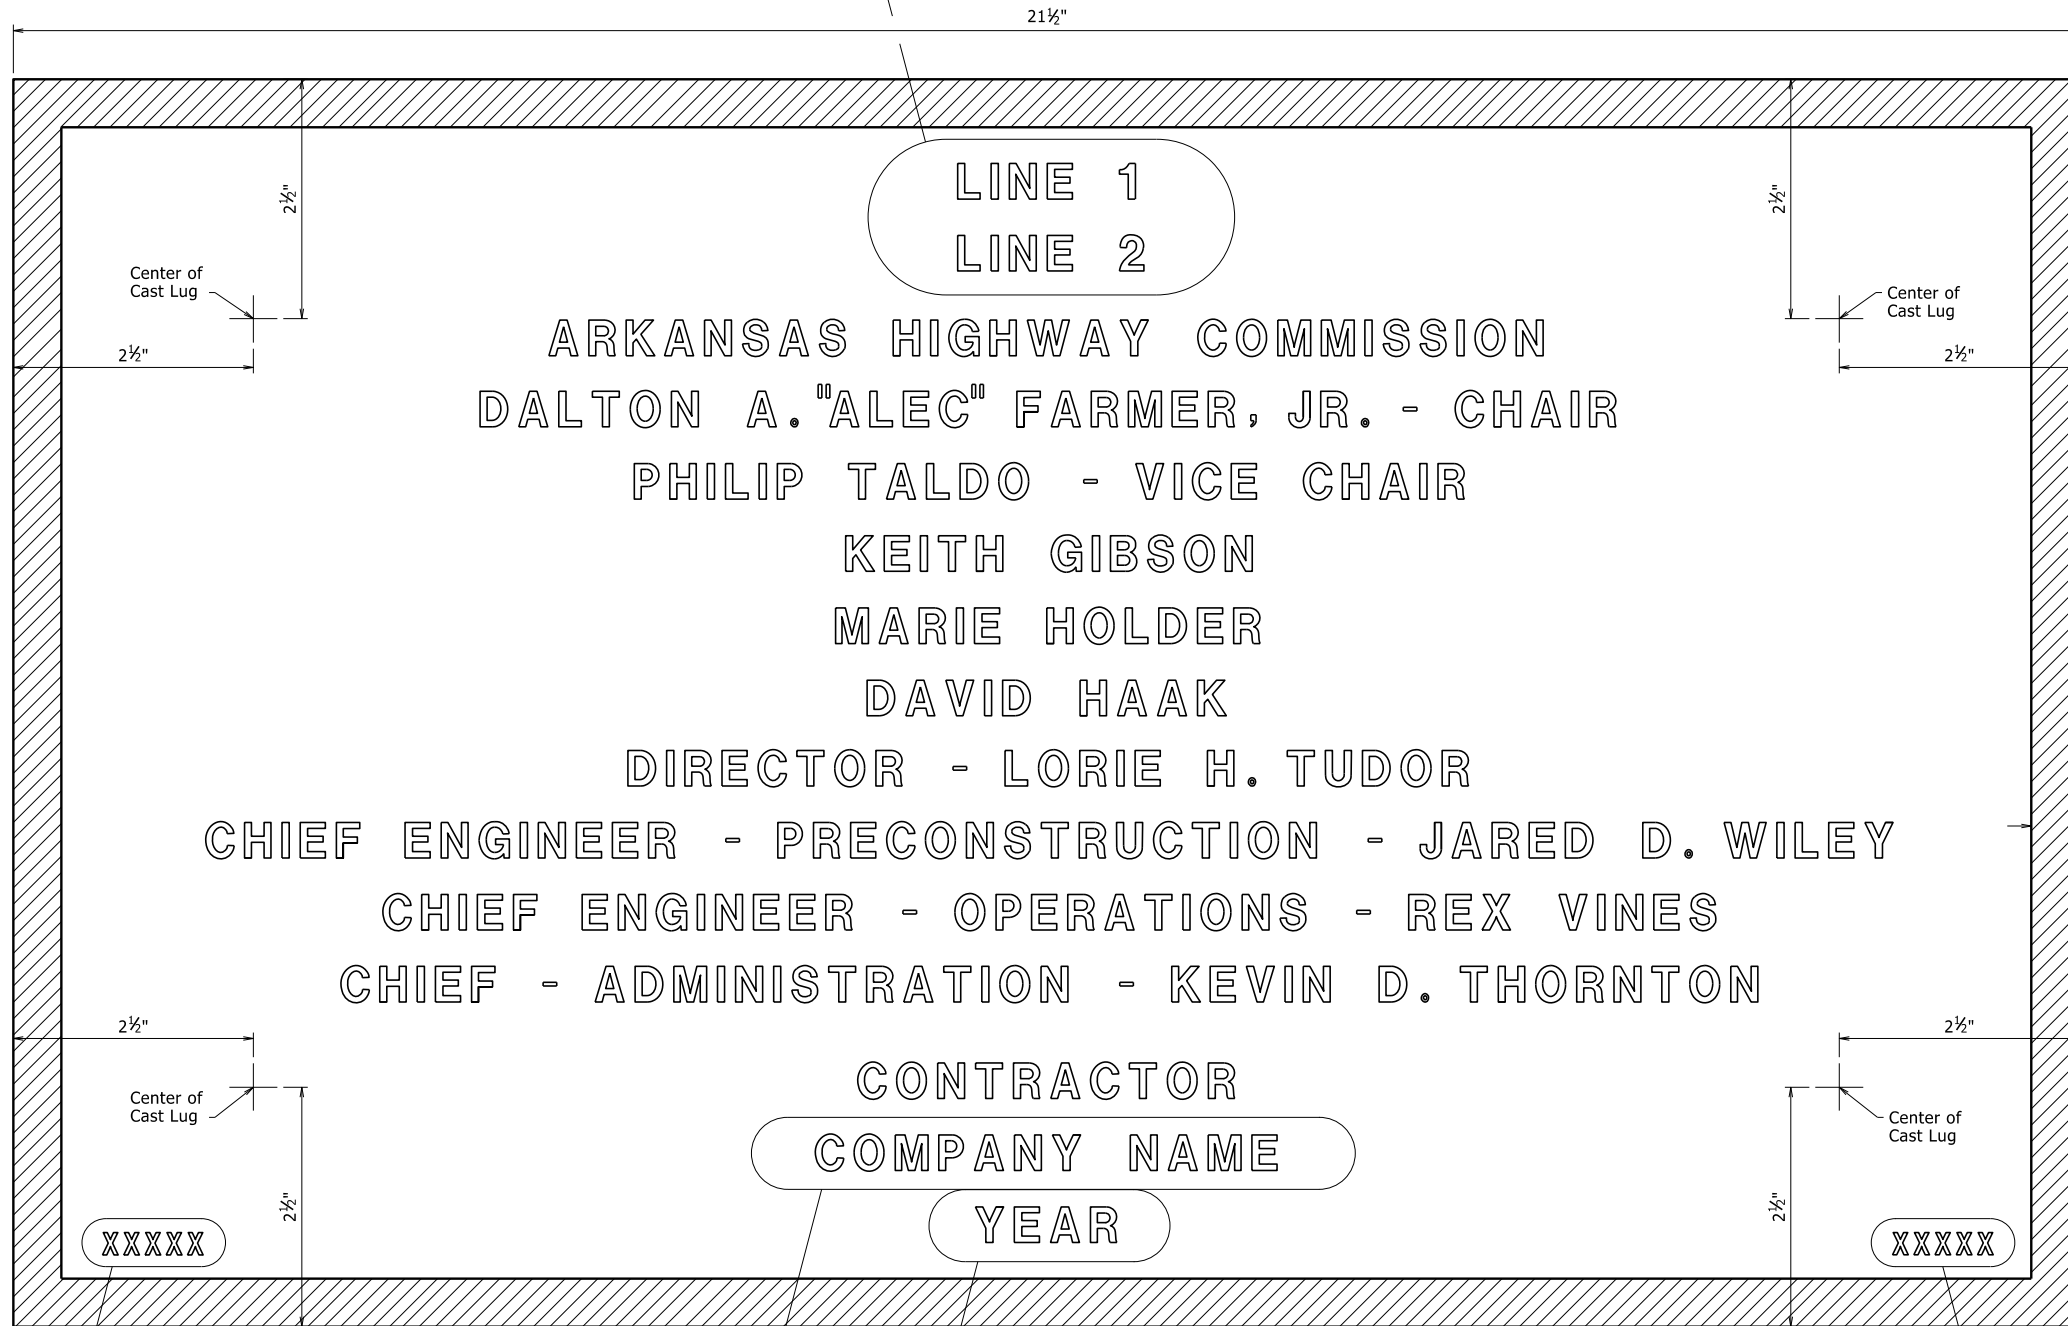 21½"
2½"
2½"
LINE 1
LINE 2
Center of
Cast Lug
Center of
Cast Lug
2½"
2½"
ARKANSAS HIGHWAY COMMISSION
DALTON A. "ALEC" FARMER, JR. - CHAIR
PHILIP TALDO - VICE CHAIR
KEITH GIBSON
MARIE HOLDER
DAVID HAAK
DIRECTOR - LORIE H. TUDOR
CHIEF ENGINEER - PRECONSTRUCTION - JARED D. WILEY
CHIEF ENGINEER - OPERATIONS - REX VINES
CHIEF - ADMINISTRATION - KEVIN D. THORNTON
2½"
2½"
CONTRACTOR
Center of
Cast Lug
Center of
Cast Lug
COMPANY NAME
2½"
2½"
YEAR
XXXXX
XXXXX